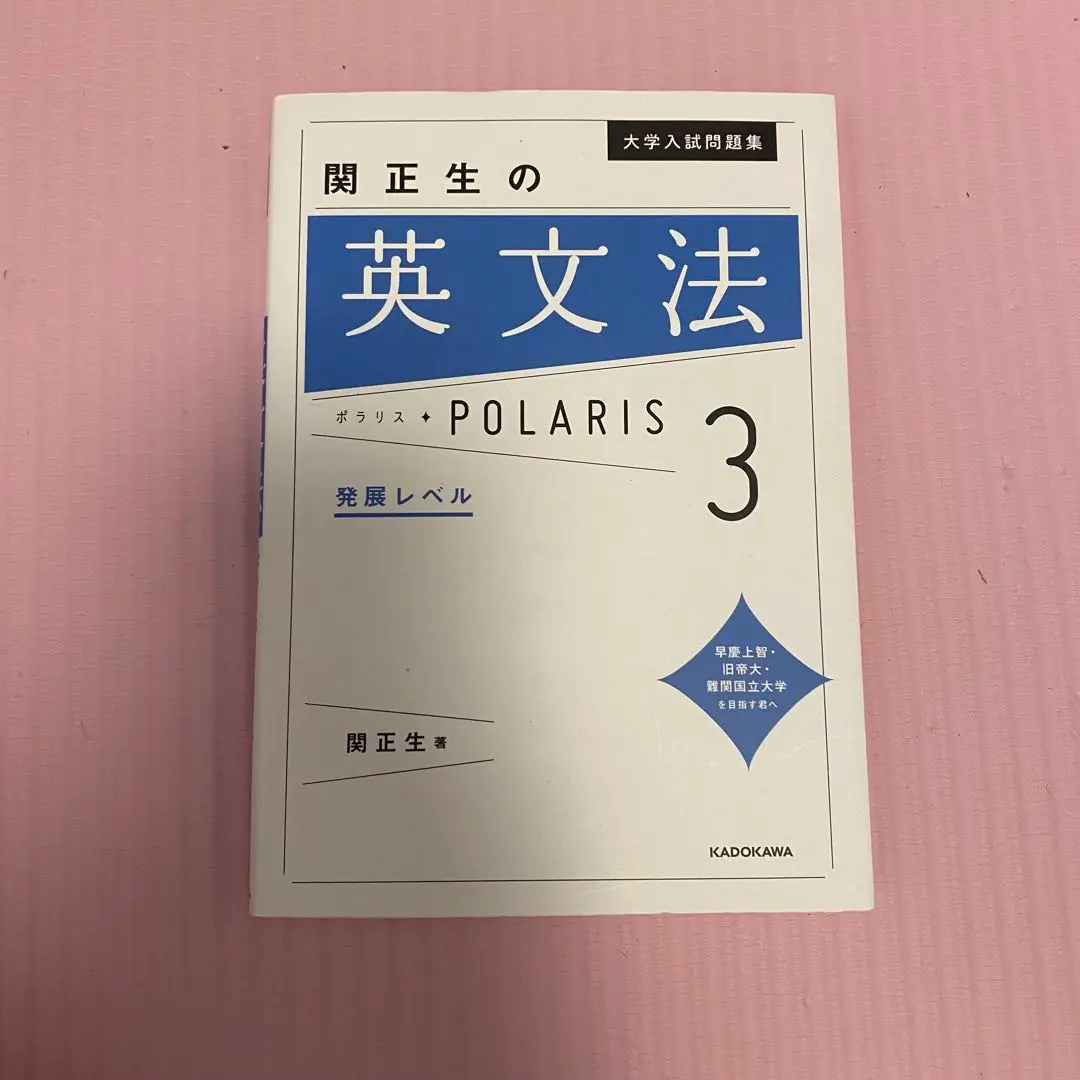 大学入試問題集
関正生の
英文法
ポラリス✦POLARIS 3
発展レベル
早慶上智・
旧帝大・
難関国立大学
を目指す君へ
関正生 著
KADOKAWA